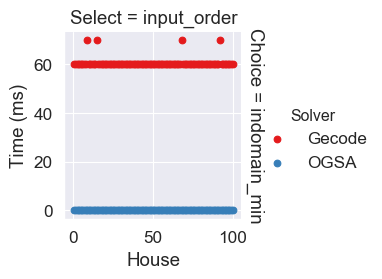 Select = input_order
Choice = indomain_min
Time (ms)
60
40
20
0
0 50 100
House
Solver
Gecode
OGSA